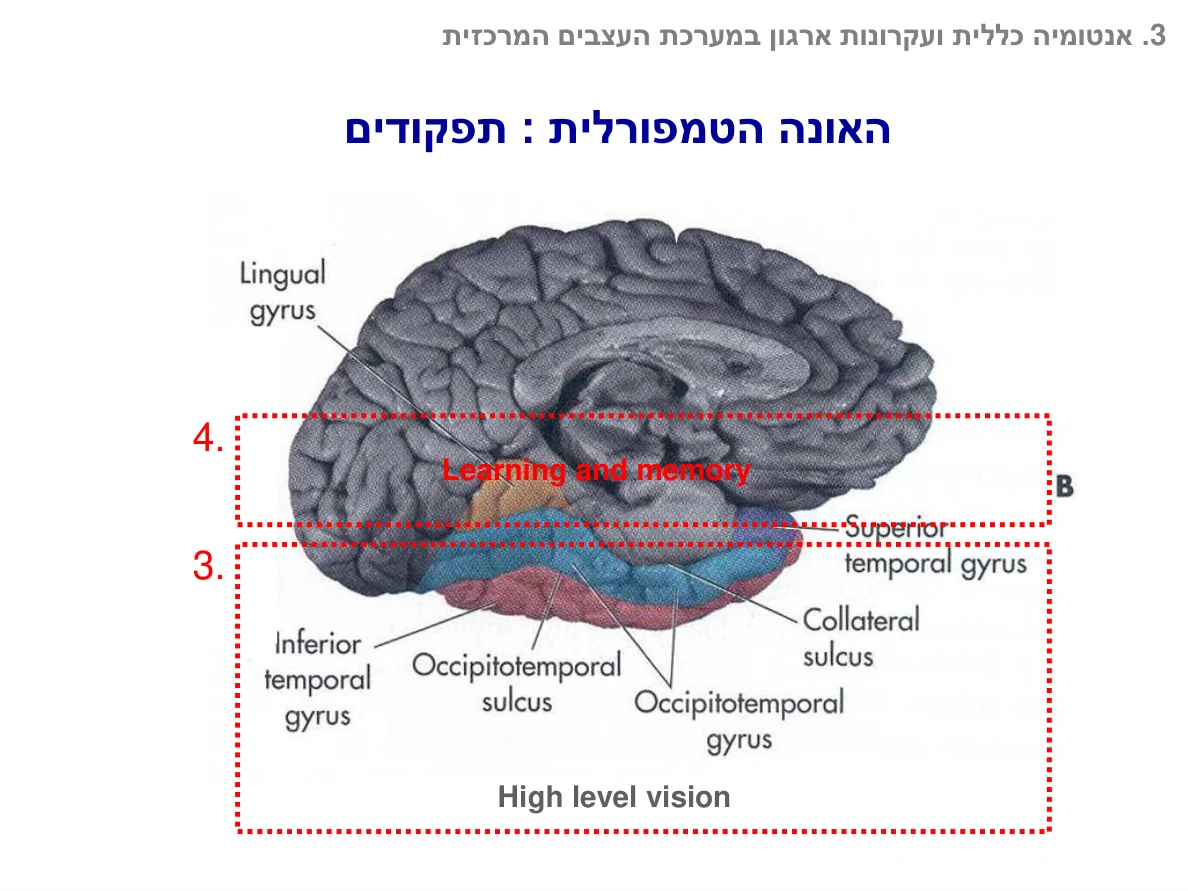 3. אנטומיה כללית ועקרונות ארגון במערכת העצבים המרכזית
האונה הטמפורלית : תפקודים
Lingual
gyrus
4.
Learning and memory
B
Superior
temporal gyrus
3.
Collateral
sulcus
Inferior
temporal
gyrus
Occipitotemporal
sulcus
Occipitotemporal
gyrus
High level vision